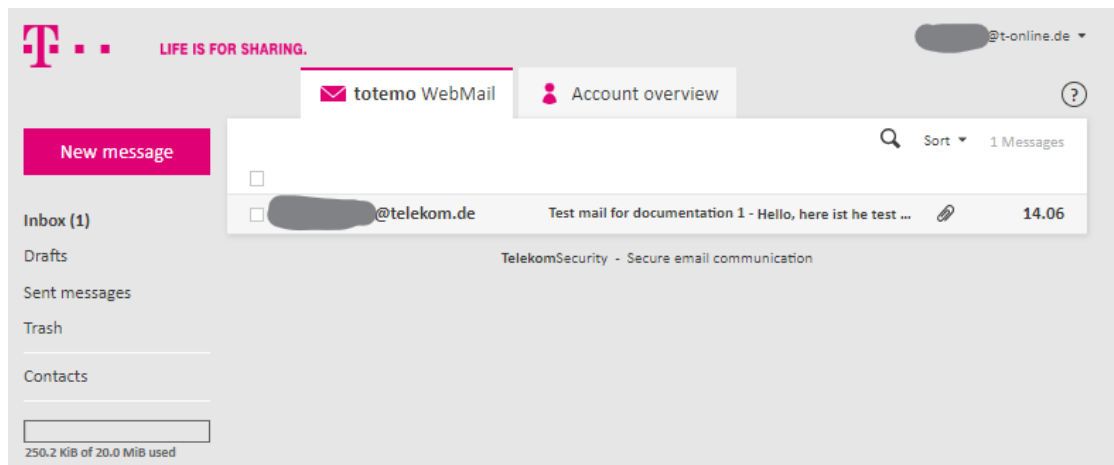 T
LIFE IS FOR SHARING.
@t-online.de
totemo WebMail
Account overview
?
New message
Sort
1 Messages
Inbox (1)
@telekom.de
Test mail for documentation 1 - Hello, here ist he test ...
14.06
Drafts
TelekomSecurity - Secure email communication
Sent messages
Trash
Contacts
250.2 KiB of 20.0 MiB used